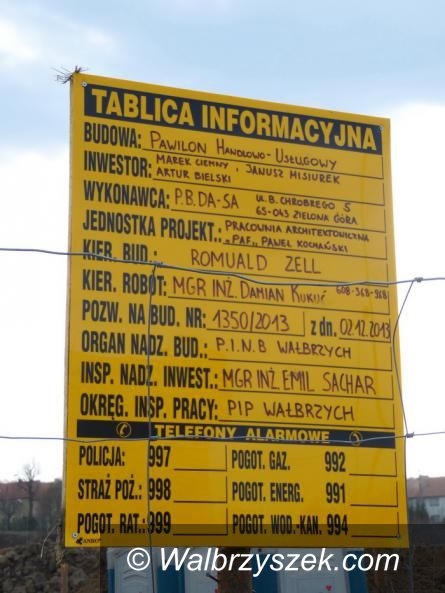 TABLICA INFORMACYJNA
BUDOWA: PAWILON HANDLOWO-USŁUGOWY
INWESTOR: MAREK CIEMNY, JANUSZ MISIUREK
ARTUR BIELSKI
WYKONAWCA: P.B. DA-SA UL. B. CHROBREGO 5
65-043 ZIELONA GÓRA
JEDNOSTKA PROJEKT.: PRACOWNIA ARCHITEKTONICZNA
"PAF" PAWEŁ KOCHAŃSKI
KIER. BUD.: ROMUALD ZELL
KIER. ROBÓT: MGR INŻ. DAMIAN KUKUĆ 608-368-968
POZW. NA BUD. NR: 1350/2013 z dn. 02.12.2013
ORGAN NADZ. BUD.: P.I.N.B WAŁBRZYCH
INSP. NADZ. INWEST.: MGR INŻ EMIL SACHAR
OKRĘG. INSP. PRACY: PIP WAŁBRZYCH
TELEFONY ALARMOWE
POLICJA: 997 POGOT. GAZ. 992
STRAŻ POŻ.: 998 POGOT. ENERG. 991
POGOT. RAT.: 999 POGOT. WOD.-KAN. 994
© Walbrzyszek.com